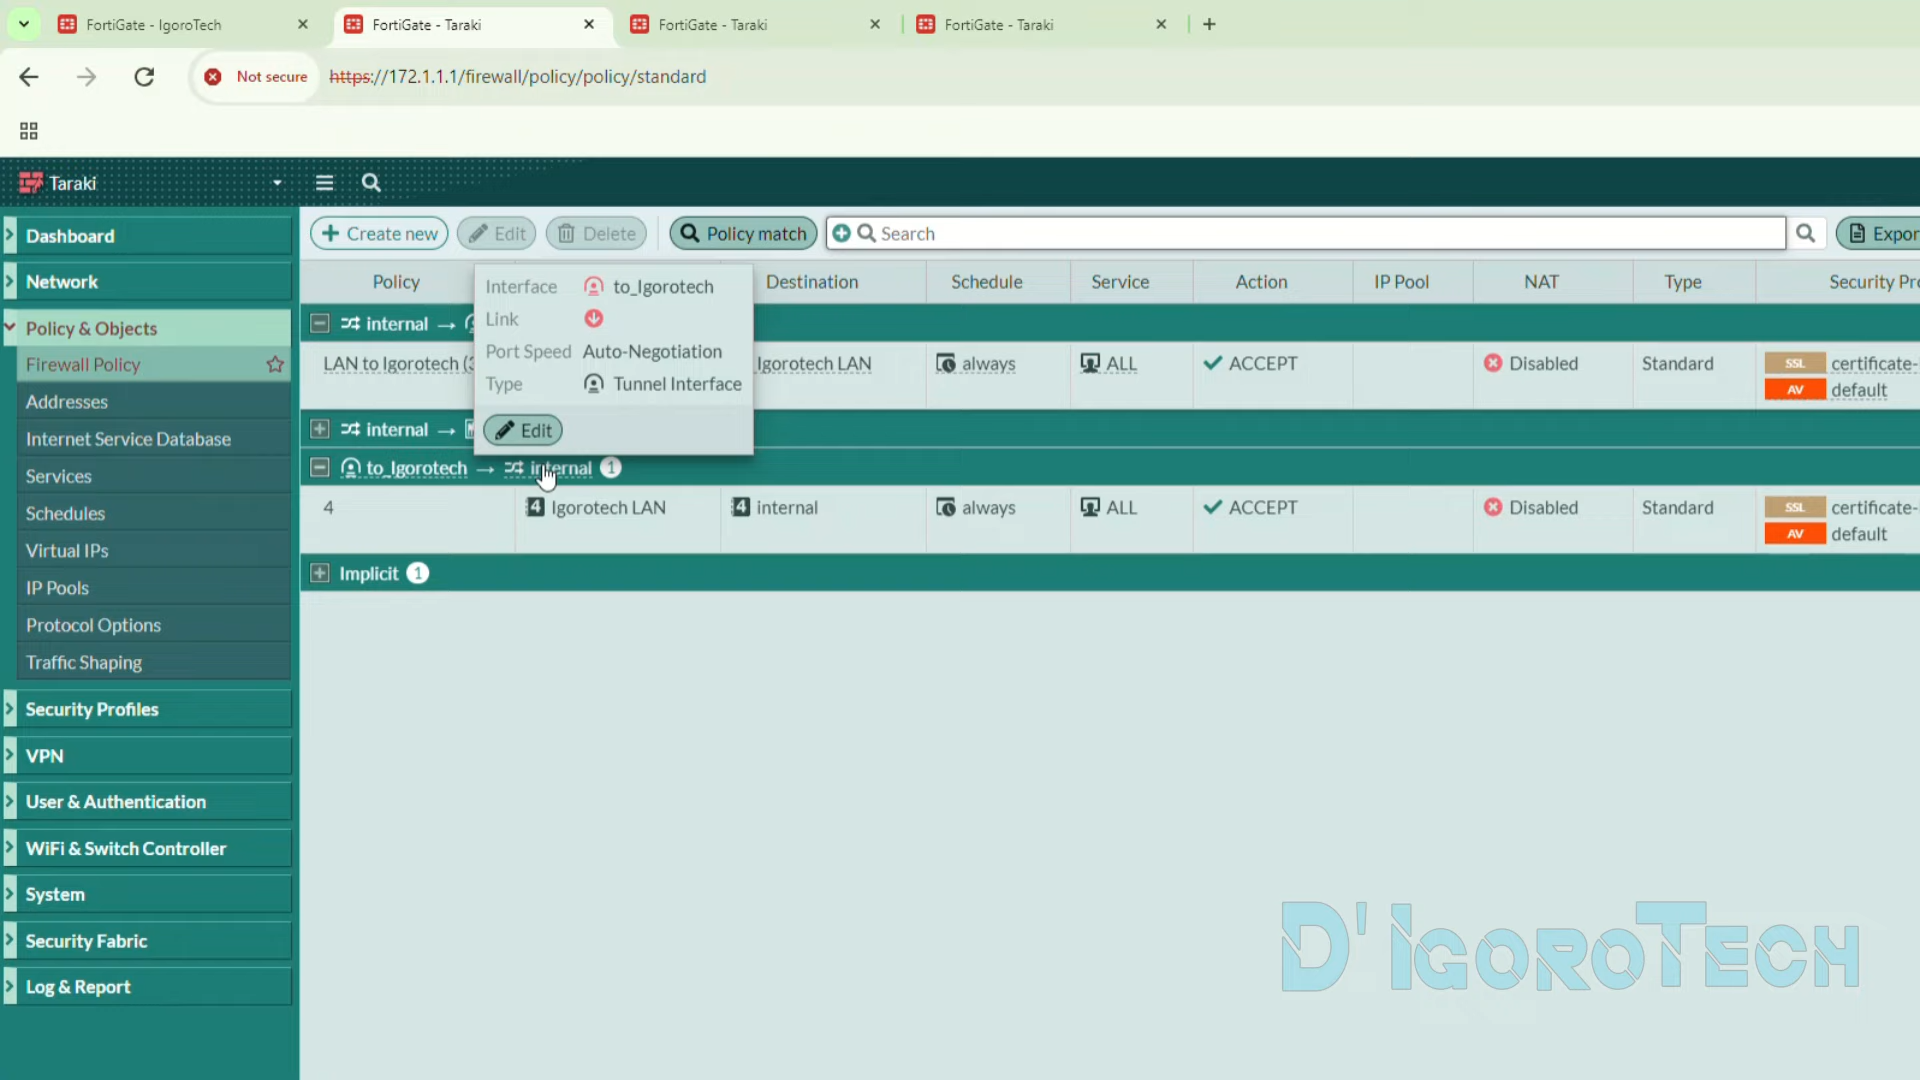 FortiGate - IgoroTech
FortiGate - Taraki
FortiGate - Taraki
FortiGate - Taraki
Not secure
https://172.1.1.1/firewall/policy/policy/standard
Taraki
Dashboard
Network
Policy & Objects
Firewall Policy
Addresses
Internet Service Database
Services
Schedules
Virtual IPs
IP Pools
Protocol Options
Traffic Shaping
Security Profiles
VPN
User & Authentication
WiFi & Switch Controller
System
Security Fabric
Log & Report
Create new
Edit
Delete
Policy match
Search
Expor
Policy
Destination
Schedule
Service
Action
IP Pool
NAT
Type
Security Pro
internal →
LAN to Igorotech (3
Igorotech LAN
always
ALL
ACCEPT
Disabled
Standard
SSL certificate-
AV default
internal →
to_Igorotech → internal 1
4
4 Igorotech LAN
4 internal
always
ALL
ACCEPT
Disabled
Standard
SSL certificate-
AV default
Implicit 1
Interface to_Igorotech
Link
Port Speed Auto-Negotiation
Type Tunnel Interface
Edit
D'IGOROTECH